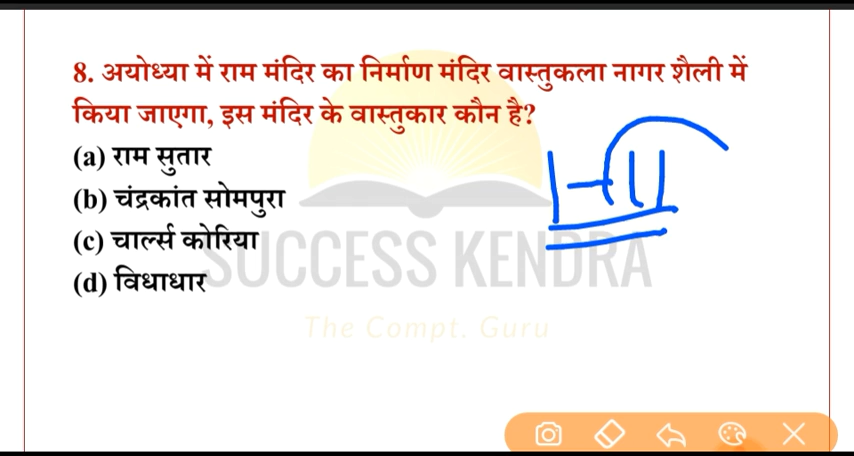 8. अयोध्या में राम मंदिर का निर्माण मंदिर वास्तुकला नागर शैली में
किया जाएगा, इस मंदिर के वास्तुकार कौन है?
(a) राम सुतार
(b) चंद्रकांत सोमपुरा
(c) चार्ल्स कोरिया
(d) विधाधार
SUCCESS KENDRA
The Compt. Guru